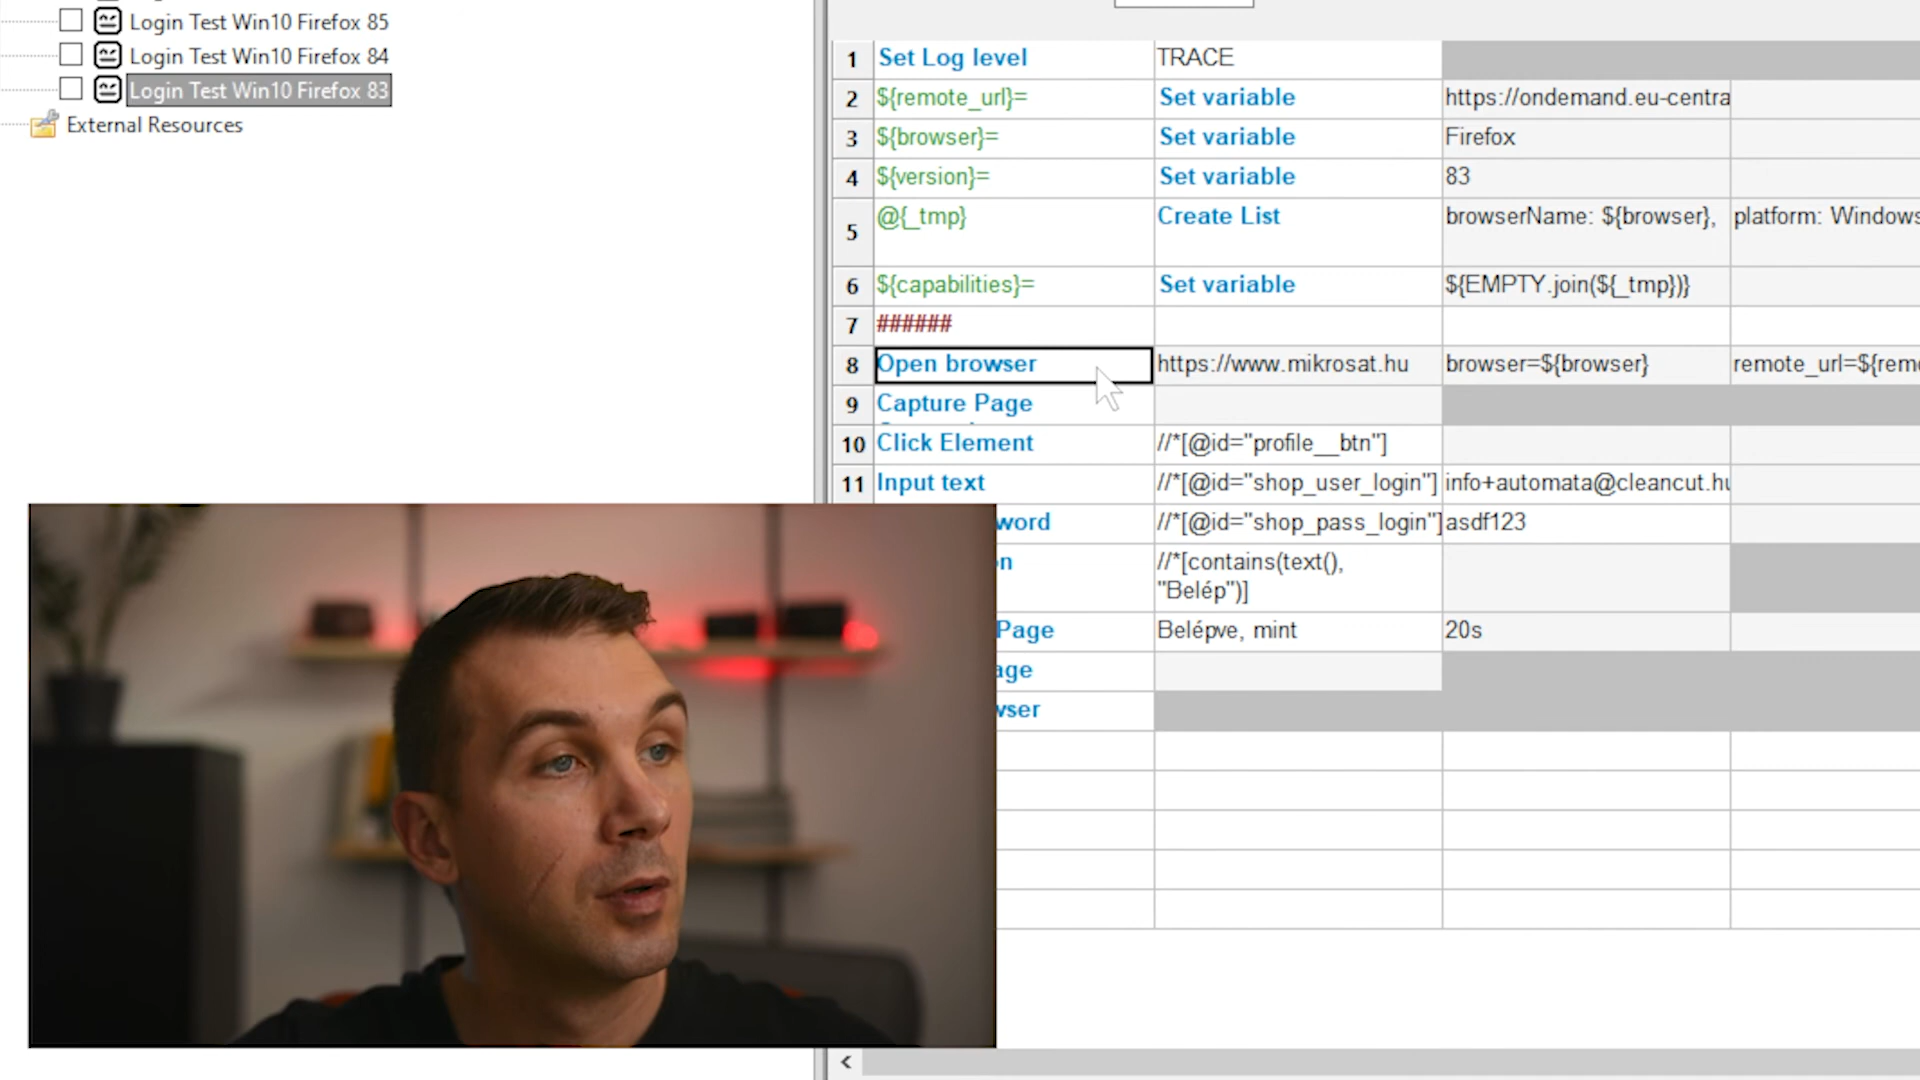 Login Test Win10 Firefox 85
Login Test Win10 Firefox 84
Login Test Win10 Firefox 83
External Resources
1 Set Log level TRACE
2 ${remote_url}= Set variable https://ondemand.eu-centra
3 ${browser}= Set variable Firefox
4 ${version}= Set variable 83
5 @{_tmp} Create List browserName: ${browser}, platform: Windows
6 ${capabilities}= Set variable ${EMPTY.join(${_tmp})}
7 ######
8 Open browser https://www.mikrosat.hu browser=${browser} remote_url=${rem
9 Capture Page
10 Click Element //*[@id="profile__btn"]
11 Input text //*[@id="shop_user_login"] info+automata@cleancut.hu
word //*[@id="shop_pass_login"] asdf123
n //*[contains(text(),
"Belép")]
Page Belépve, mint 20s
age
wser